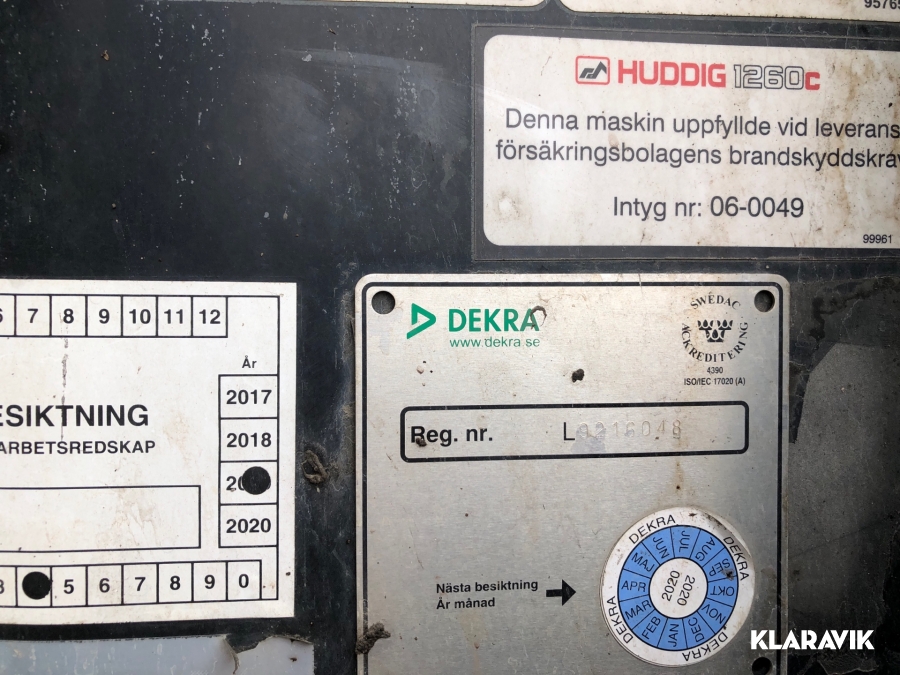 95765
HUDDIG 1260c
Denna maskin uppfyllde vid leverans
försäkringsbolagens brandskyddskrav
Intyg nr: 06-0049
99961
7 8 9 10 11 12
År
2017
ESIKTNING
2018
ARBETSREDSKAP
2020
5 6 7 8 9 0
DEKRA
www.dekra.se
SWEDAC
ACKREDITERING
4390
ISO/IEC 17020 (A)
Reg. nr.
Nästa besiktning
År månad
DEKRA DEKRA DEKRA DEKRA
JAN FEB MAR APR MAJ JUN JUL AUG SEP OKT NOV DEC
2020
2020
KLARAVIK